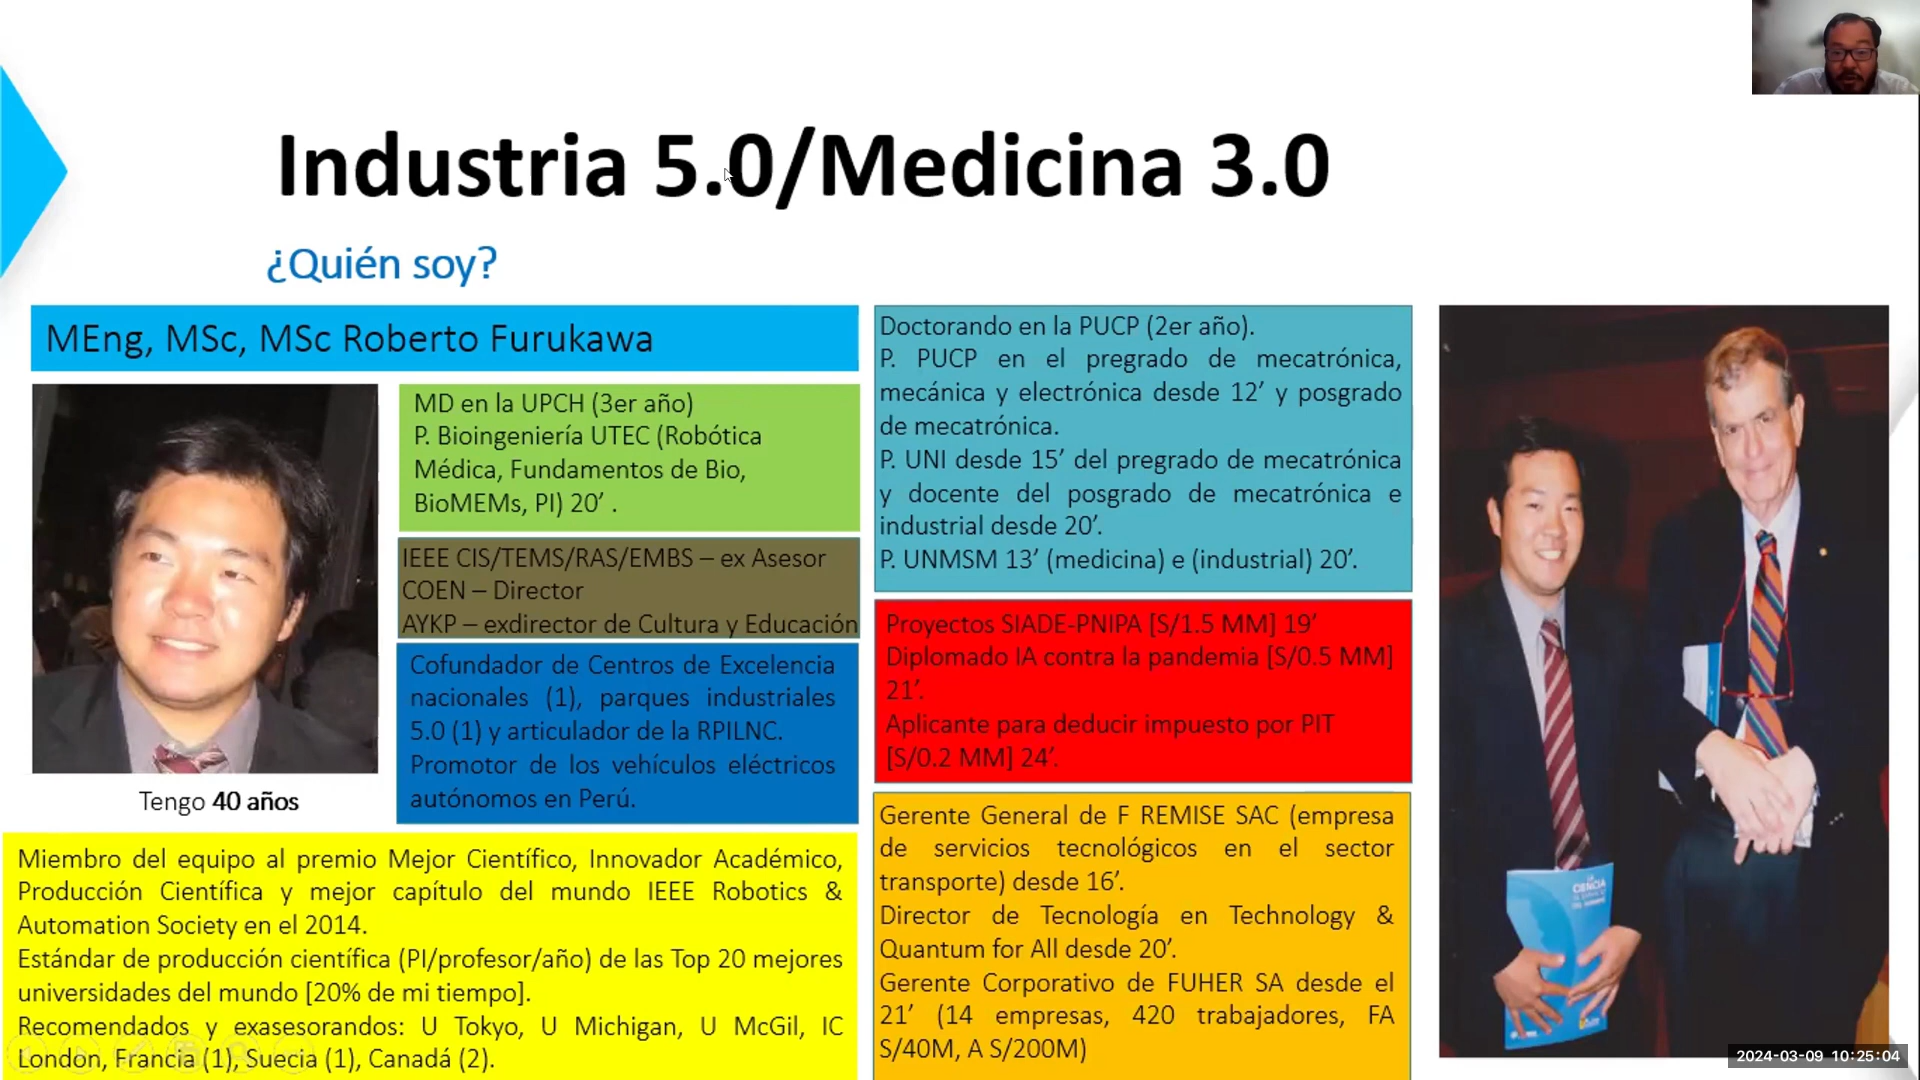 Industria 5.0/Medicina 3.0
¿Quién soy?
MEng, MSc, MSc Roberto Furukawa
MD en la UPCH (3er año)
P. Bioingeniería UTEC (Robótica
Médica, Fundamentos de Bio,
BioMEMs, PI) 20’ .
IEEE CIS/TEMS/RAS/EMBS – ex Asesor
COEN – Director
AYKP – exdirector de Cultura y Educación
Cofundador de Centros de Excelencia
nacionales (1), parques industriales
5.0 (1) y articulador de la RPILNC.
Promotor de los vehículos eléctricos
autónomos en Perú.
Tengo 40 años
Miembro del equipo al premio Mejor Científico, Innovador Académico,
Producción Científica y mejor capítulo del mundo IEEE Robotics &
Automation Society en el 2014.
Estándar de producción científica (PI/profesor/año) de las Top 20 mejores
universidades del mundo [20% de mi tiempo].
Recomendados y exasesorandos: U Tokyo, U Michigan, U McGil, IC
London, Francia (1), Suecia (1), Canadá (2).
Doctorando en la PUCP (2er año).
P. PUCP en el pregrado de mecatrónica,
mecánica y electrónica desde 12’ y posgrado
de mecatrónica.
P. UNI desde 15’ del pregrado de mecatrónica
y docente del posgrado de mecatrónica e
industrial desde 20’.
P. UNMSM 13’ (medicina) e (industrial) 20’.
Proyectos SIADE-PNIPA [S/1.5 MM] 19’
Diplomado IA contra la pandemia [S/0.5 MM]
21’.
Aplicante para deducir impuesto por PIT
[S/0.2 MM] 24’.
Gerente General de F REMISE SAC (empresa
de servicios tecnológicos en el sector
transporte) desde 16’.
Director de Tecnología en Technology &
Quantum for All desde 20’.
Gerente Corporativo de FUHER SA desde el
21’ (14 empresas, 420 trabajadores, FA
S/40M, A S/200M)
LA
CIENCIA
2024-03-09 10:25:04